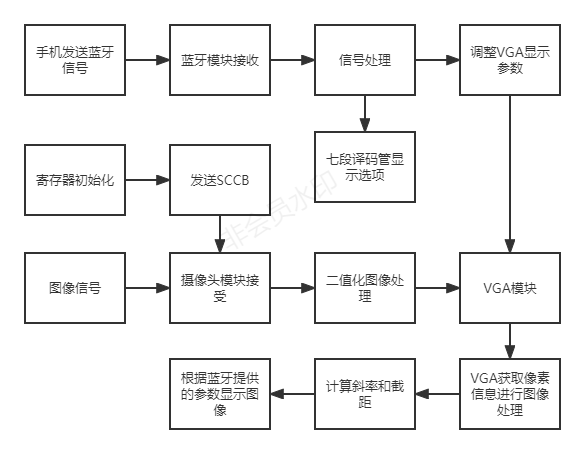 手机发送蓝牙
信号
蓝牙模块接收
信号处理
调整VGA显示
参数
七段译码管显
示选项
寄存器初始化
发送SCCB
非会员水印
图像信号
摄像头模块接
受
二值化图像处
理
VGA模块
根据蓝牙提供
的参数显示图
像
计算斜率和截
距
VGA获取像素
信息进行图像
处理